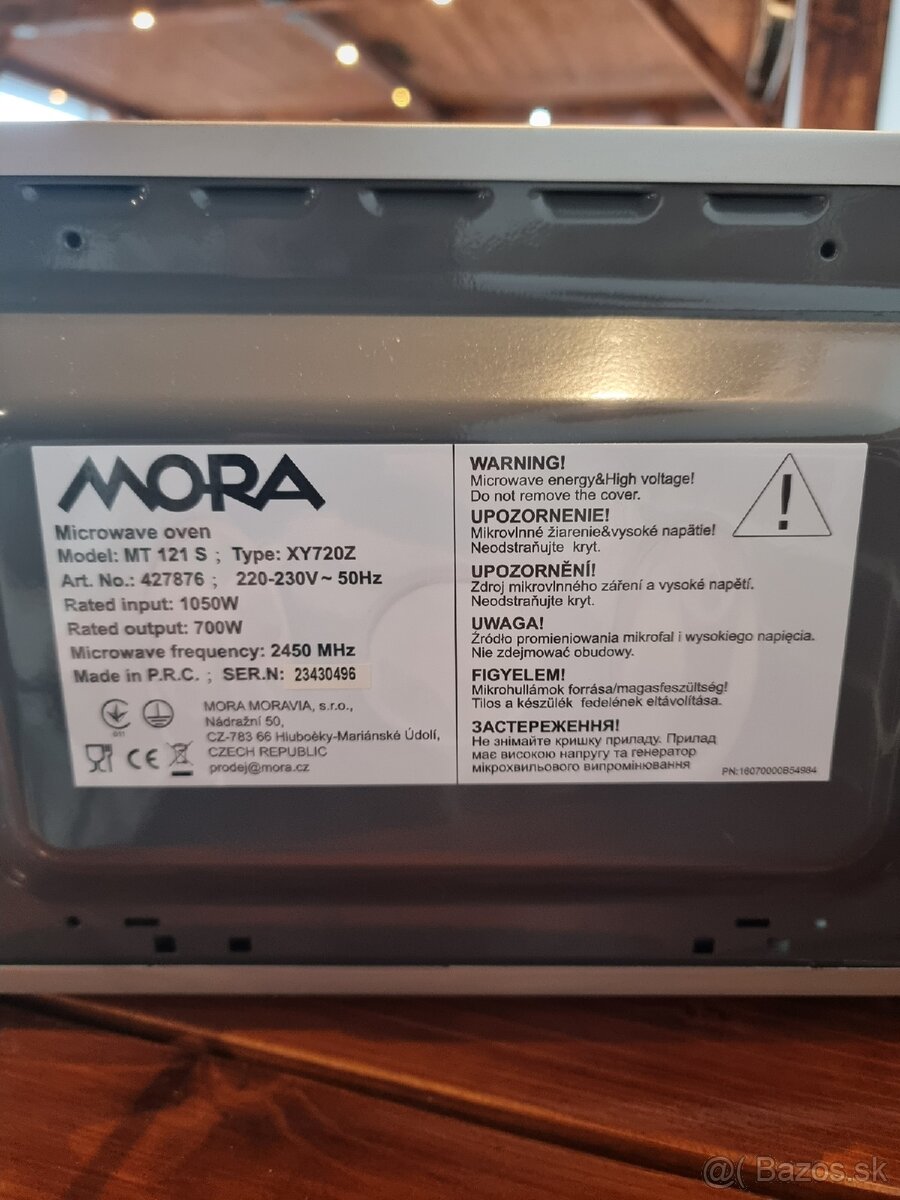 MORA
Microwave oven
Model: MT 121 S ; Type: XY720Z
Art. No.: 427876 ; 220-230V~ 50Hz
Rated input: 1050W
Rated output: 700W
Microwave frequency: 2450 MHz
Made in P.R.C. ; SER.N: 23430496
MORA MORAVIA, s.r.o.,
Nádražní 50,
CZ-783 66 Hluboèky-Mariánské Údolí,
CZECH REPUBLIC
prodej@mora.cz
CE
WARNING!
Microwave energy&High voltage!
Do not remove the cover.
UPOZORNENIE!
Mikrovlnné žiarenie&vysoké napätie!
Neodstraňujte kryt.
UPOZORNĚNÍ!
Zdroj mikrovlnného záření a vysoké napětí.
Neodstraňujte kryt.
UWAGA!
Źródło promieniowania mikrofal i wysokiego napięcia.
Nie zdejmować obudowy.
FIGYELEM!
Mikrohullámok forrása/magasfeszültség!
Tilos a készülék fedelének eltávolítása.
ЗАСТЕРЕЖЕННЯ!
Не знімайте кришку приладу. Прилад
має високою напругу та генератор
мікрохвильового випромінювання
PN:16070000B54984
@( Bazos.sk